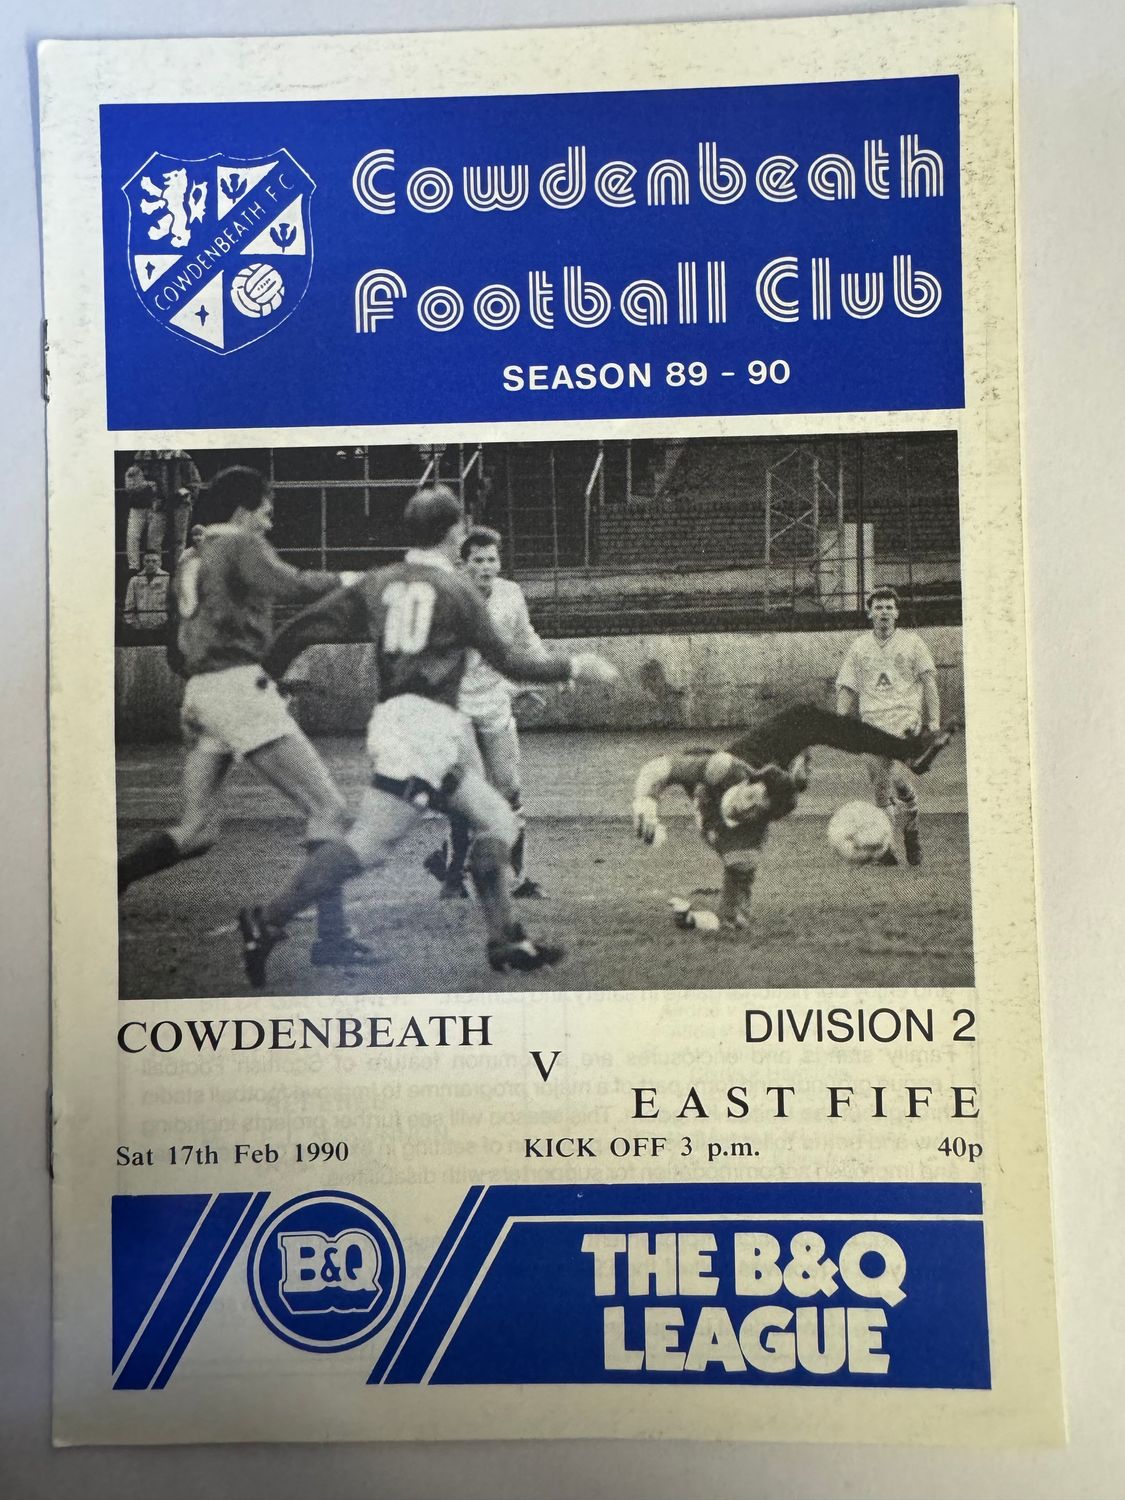 Cowdenbeath
Football Club
COWDENBEATH F C
SEASON 89 - 90
10
A
COWDENBEATH
DIVISION 2
V
EAST FIFE
Sat 17th Feb 1990
KICK OFF 3 p.m.
40p
B&Q
THE B&Q
LEAGUE